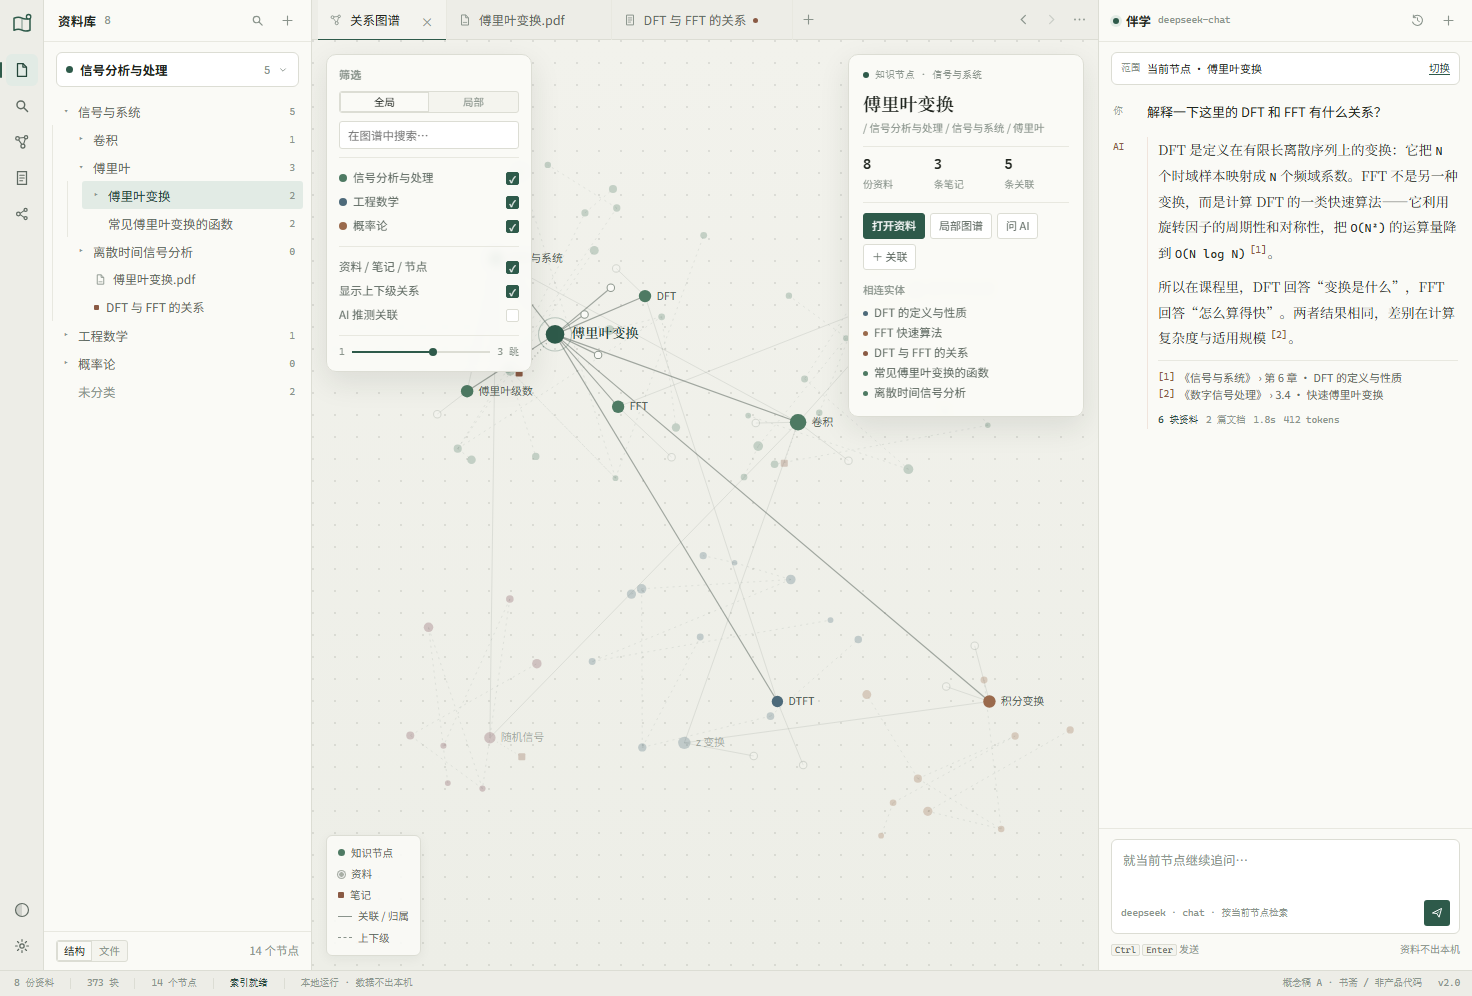 资料库 8
信号分析与处理 5
信号与系统 5
卷积 1
傅里叶 3
傅里叶变换 2
常见傅里叶变换的函数 2
离散时间信号分析 0
傅里叶变换.pdf
DFT 与 FFT 的关系
工程数学 1
概率论 2
未分类 2
结构 文件 14 个节点
关系图谱
傅里叶变换.pdf
DFT 与 FFT 的关系
筛选
全局 局部
在图谱中搜索…
信号分析与处理
工程数学
概率论
资料 / 笔记 / 节点
显示上下级关系
AI 推测关联
1 3 跳
与系统
DFT
傅里叶变换
傅里叶级数
FFT
卷积
DTFT
积分变换
随机信号
z 变换
知识节点
资料
笔记
关联 / 归属
上下级
知识节点 · 信号与系统
傅里叶变换
/ 信号分析与处理 / 信号与系统 / 傅里叶
8 3 5
份资料 条笔记 条关联
打开资料 局部图谱 问 AI
＋ 关联
相连实体
DFT 的定义与性质
FFT 快速算法
DFT 与 FFT 的关系
常见傅里叶变换的函数
离散时间信号分析
伴学 deepseek-chat
范围 当前节点 · 傅里叶变换 切换
你 解释一下这里的 DFT 和 FFT 有什么关系？
AI DFT 是定义在有限长离散序列上的变换：它把 N
个时域样本映射成 N 个频域系数。FFT 不是另一种
变换，而是计算 DFT 的一类快速算法——它利用
旋转因子的周期性和对称性，把 O(N²) 的运算量降
到 O(N log N) [1]。
所以在课程里，DFT 回答“变换是什么”，FFT
回答“怎么算得快”。两者结果相同，差别在计算
复杂度与适用规模 [2]。
[1] 《信号与系统》 › 第 6 章 · DFT 的定义与性质
[2] 《数字信号处理》 › 3.4 · 快速傅里叶变换
6 块资料 2 篇文档 1.8s 412 tokens
就当前节点继续追问…
deepseek · chat · 按当前节点检索
Ctrl Enter 发送 资料不出本机
8 份资料 373 块 14 个节点 索引就绪 本地运行 · 数据不出本机
概念稿 A · 书斋 / 非产品代码 v2.0